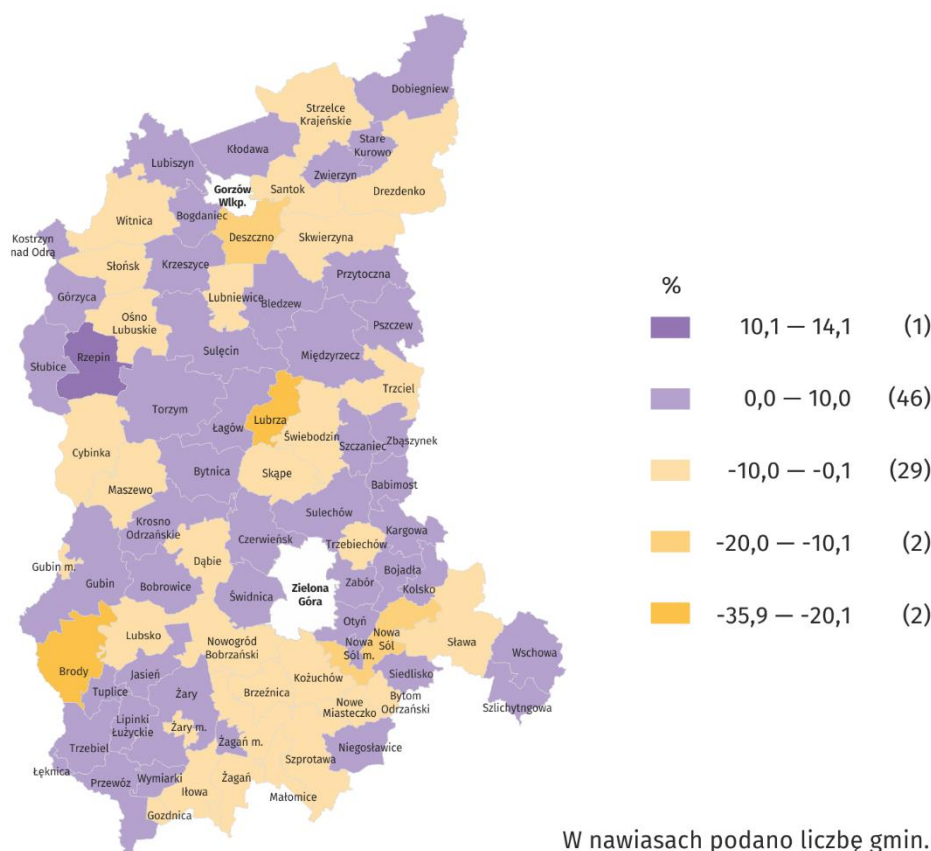 Dobiegniew
Strzelce
Krajeńskie
Stare
Kurowo
Kłodawa
Lubiszyn
Zwierzyn
Gorzów
Wlkp.
Santok
Drezdenko
Bogdaniec
Witnica
Deszczno
Skwierzyna
Kostrzyn
nad Odrą
Słońsk
Krzeszyce
Przytoczna
Górzyca
Lubniewice
Bledzew
Ośno
Lubuskie
Pszczew
Sulęcin
Międzyrzecz
Rzepin
Słubice
Trzciel
Torzym
Łagów
Lubrza
Świebodzin
Szczaniec
Zbąszynek
Cybinka
Bytnica
Skąpe
Maszewo
Babimost
Sulechów
Krosno
Odrzańskie
Kargowa
Czerwieńsk
Trzebiechów
Gubin m.
Dąbie
Bojadła
Gubin
Bobrowice
Zielona
Góra
Zabór
Kolsko
Świdnica
Otyń
Lubsko
Nowogród
Bobrzański
Nowa
Sól m.
Nowa
Sól
Sława
Wschowa
Brody
Jasień
Kożuchów
Siedlisko
Tuplice
Żary
Brzeźnica
Nowe
Miasteczko
Bytom
Odrzański
Szlichtyngowa
Lipinki
Łużyckie
Żary m.
Trzebiel
Żagań m.
Niegosławice
Szprotawa
Łęknica
Przewóz
Wymiarki
Żagań
Iłowa
Małomice
Gozdnica
%
10,1 — 14,1 (1)
0,0 — 10,0 (46)
-10,0 — -0,1 (29)
-20,0 — -10,1 (2)
-35,9 — -20,1 (2)
W nawiasach podano liczbę gmin.